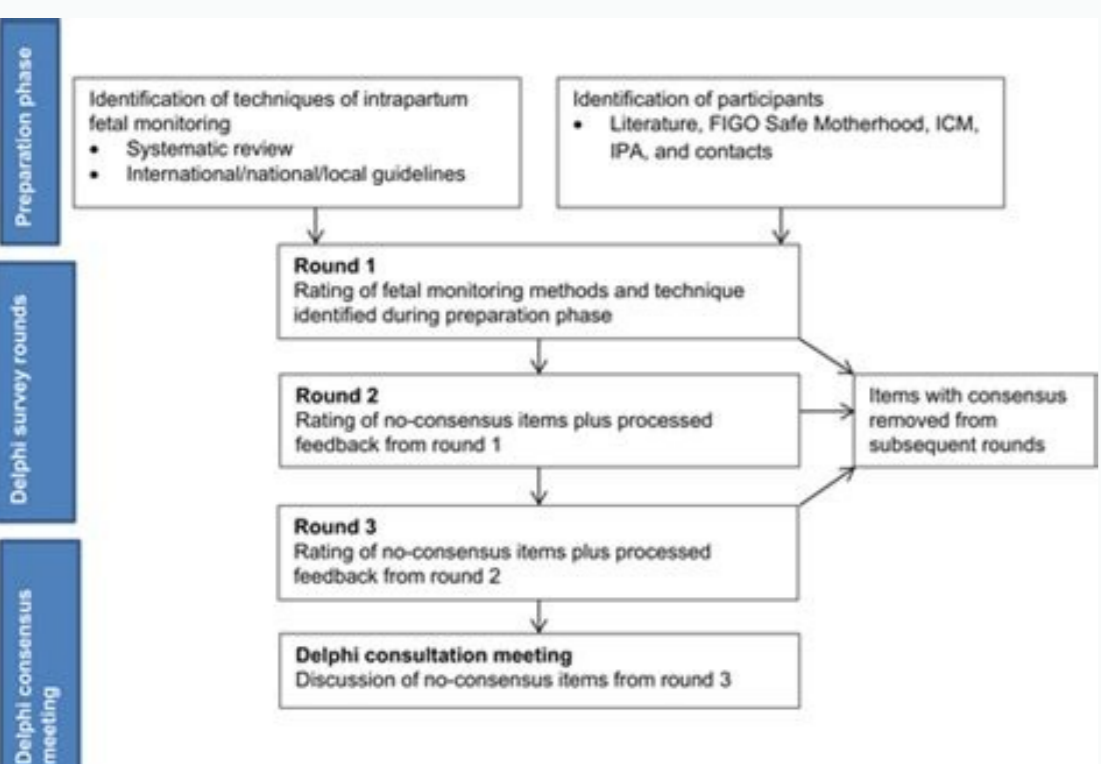 Preparation phase
Identification of techniques of intrapartum
fetal monitoring
• Systematic review
• International/national/local guidelines
Identification of participants
• Literature, FIGO Safe Motherhood, ICM,
IPA, and contacts
Delphi survey rounds
Round 1
Rating of fetal monitoring methods and technique
identified during preparation phase
Round 2
Rating of no-consensus items plus processed
feedback from round 1
Items with consensus
removed from
subsequent rounds
Round 3
Rating of no-consensus items plus processed
feedback from round 2
Delphi consensus
meeting
Delphi consultation meeting
Discussion of no-consensus items from round 3